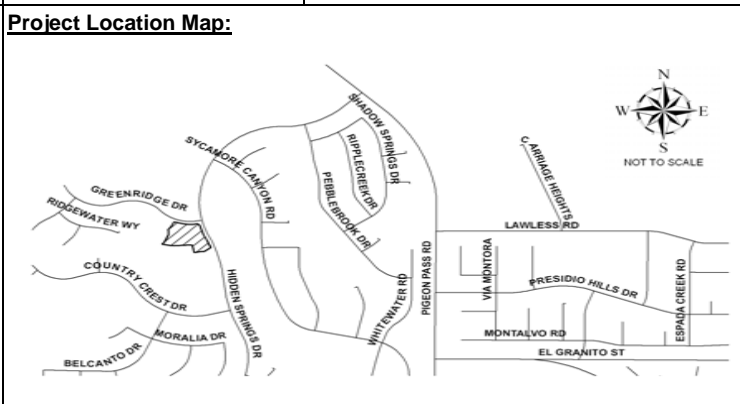 Project Location Map:
N
W
E
S
NOT TO SCALE
SHADOW SPRINGS DR
SYCAMORE CANYON RD
RIPPLECREEK DR
PEBBLEBROOK DR
C ARRIAGE HEIGHTS
GREENRIDGE DR
RIDGEWATER WY
LAWLESS RD
PIGEON PASS RD
VIA MONTORA
ESPADA CREEK RD
COUNTRY CREST DR
HIDDEN SPRINGS DR
WHITEWATER RD
PRESIDIO HILLS DR
MORALIA DR
MONTALVO RD
BELCANTO DR
EL GRANITO ST